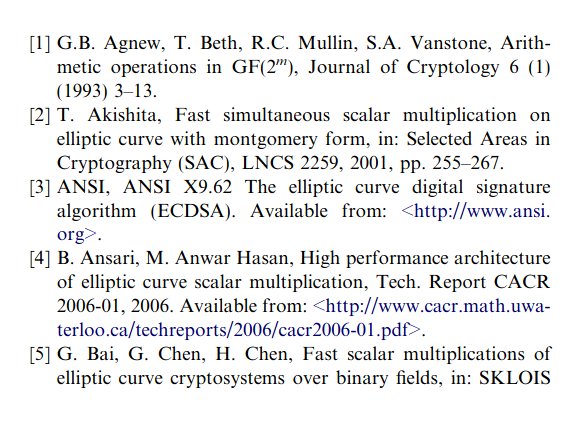 [1] G.B. Agnew, T. Beth, R.C. Mullin, S.A. Vanstone, Arith-
metic operations in GF(2^m), Journal of Cryptology 6 (1)
(1993) 3–13.
[2] T. Akishita, Fast simultaneous scalar multiplication on
elliptic curve with montgomery form, in: Selected Areas in
Cryptography (SAC), LNCS 2259, 2001, pp. 255–267.
[3] ANSI, ANSI X9.62 The elliptic curve digital signature
algorithm (ECDSA). Available from: <http://www.ansi.
org>.
[4] B. Ansari, M. Anwar Hasan, High performance architecture
of elliptic curve scalar multiplication, Tech. Report CACR
2006-01, 2006. Available from: <http://www.cacr.math.uwa-
terloo.ca/techreports/2006/cacr2006-01.pdf>.
[5] G. Bai, G. Chen, H. Chen, Fast scalar multiplications of
elliptic curve cryptosystems over binary fields, in: SKLOIS